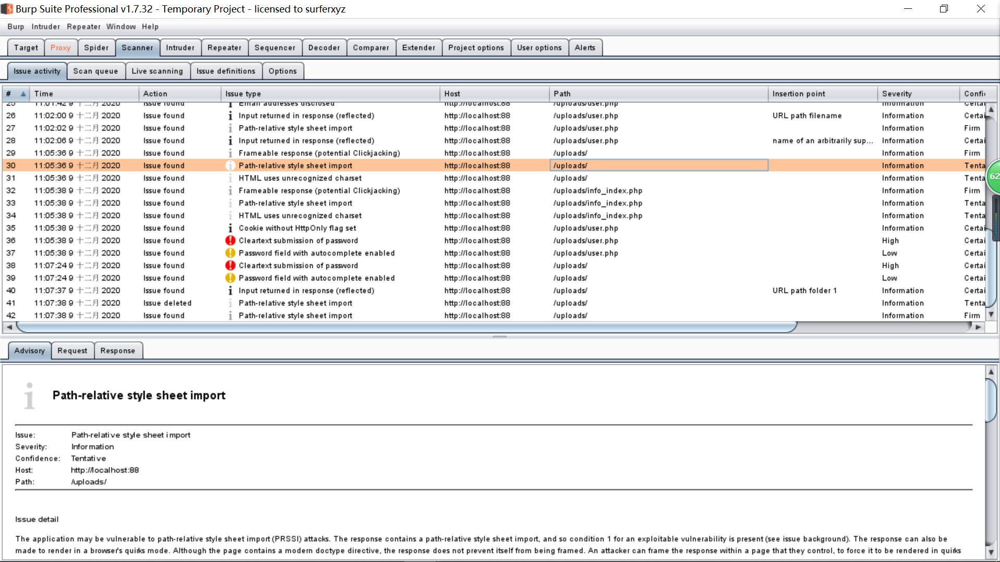 Burp Suite Professional v1.7.32 - Temporary Project - licensed to surferxyz
Burp Intruder Repeater Window Help
Target Proxy Spider Scanner Intruder Repeater Sequencer Decoder Comparer Extender Project options User options Alerts
Issue activity Scan queue Live scanning Issue definitions Options
# Time Action Issue type Host Path Insertion point Severity Confi
25 11:01:42 9 十二月 2020 Issue found Email addresses disclosed http://localhost:88 /uploads/user.php Information Certai
26 11:02:00 9 十二月 2020 Issue found Input returned in response (reflected) http://localhost:88 /uploads/user.php URL path filename Information Certai
27 11:02:02 9 十二月 2020 Issue found Path-relative style sheet import http://localhost:88 /uploads/user.php Information Firm
28 11:02:06 9 十二月 2020 Issue found Input returned in response (reflected) http://localhost:88 /uploads/user.php name of an arbitrarily sup... Information Certai
29 11:05:36 9 十二月 2020 Issue found Frameable response (potential Clickjacking) http://localhost:88 /uploads/ Information Firm
30 11:05:36 9 十二月 2020 Issue found Path-relative style sheet import http://localhost:88 /uploads/ Information Tenta
31 11:05:36 9 十二月 2020 Issue found HTML uses unrecognized charset http://localhost:88 /uploads/ Information Tenta
32 11:05:38 9 十二月 2020 Issue found Frameable response (potential Clickjacking) http://localhost:88 /uploads/info_index.php Information Firm
33 11:05:38 9 十二月 2020 Issue found Path-relative style sheet import http://localhost:88 /uploads/info_index.php Information Tenta
34 11:05:38 9 十二月 2020 Issue found HTML uses unrecognized charset http://localhost:88 /uploads/info_index.php Information Tenta
35 11:05:38 9 十二月 2020 Issue found Cookie without HttpOnly flag set http://localhost:88 /uploads/user.php Information Certai
36 11:05:38 9 十二月 2020 Issue found Cleartext submission of password http://localhost:88 /uploads/user.php High Certai
37 11:05:38 9 十二月 2020 Issue found Password field with autocomplete enabled http://localhost:88 /uploads/user.php Low Certai
38 11:07:24 9 十二月 2020 Issue found Cleartext submission of password http://localhost:88 /uploads/ High Certai
39 11:07:24 9 十二月 2020 Issue found Password field with autocomplete enabled http://localhost:88 /uploads/ Low Certai
40 11:07:37 9 十二月 2020 Issue found Input returned in response (reflected) http://localhost:88 /uploads/ URL path folder 1 Information Certai
41 11:07:38 9 十二月 2020 Issue deleted Path-relative style sheet import http://localhost:88 /uploads/ Information Tenta
42 11:07:38 9 十二月 2020 Issue found Path-relative style sheet import http://localhost:88 /uploads/ Information Firm
62
Advisory Request Response
Path-relative style sheet import
Issue: Path-relative style sheet import
Severity: Information
Confidence: Tentative
Host: http://localhost:88
Path: /uploads/
Issue detail
The application may be vulnerable to path-relative style sheet import (PRSSI) attacks. The response contains a path-relative style sheet import, and so condition 1 for an exploitable vulnerability is present (see issue background). The response can also be
made to render in a browser's quirks mode. Although the page contains a modern doctype directive, the response does not prevent itself from being framed. An attacker can frame the response within a page that they control, to force it to be rendered in quirks